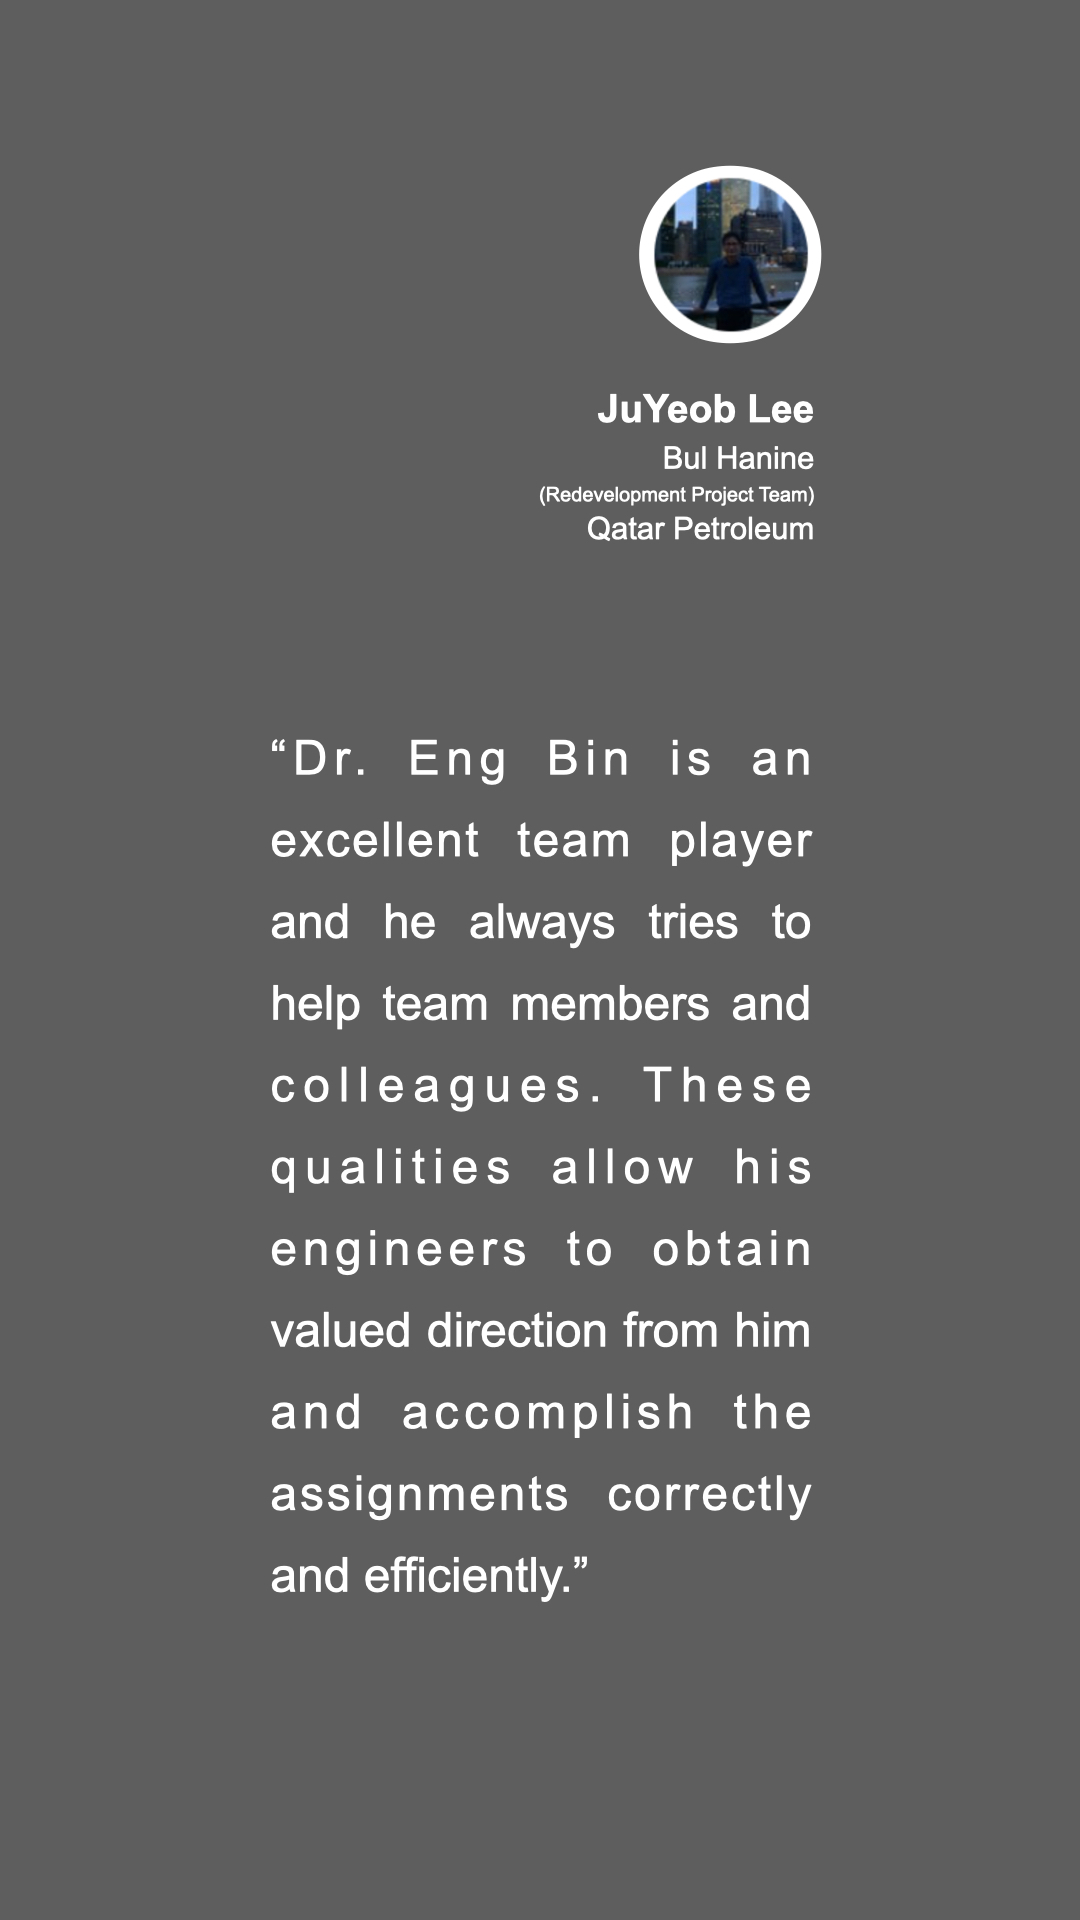 JuYeob Lee
Bul Hanine
(Redevelopment Project Team)
Qatar Petroleum
“Dr. Eng Bin is an
excellent team player
and he always tries to
help team members and
colleagues. These
qualities allow his
engineers to obtain
valued direction from him
and accomplish the
assignments correctly
and efficiently.”